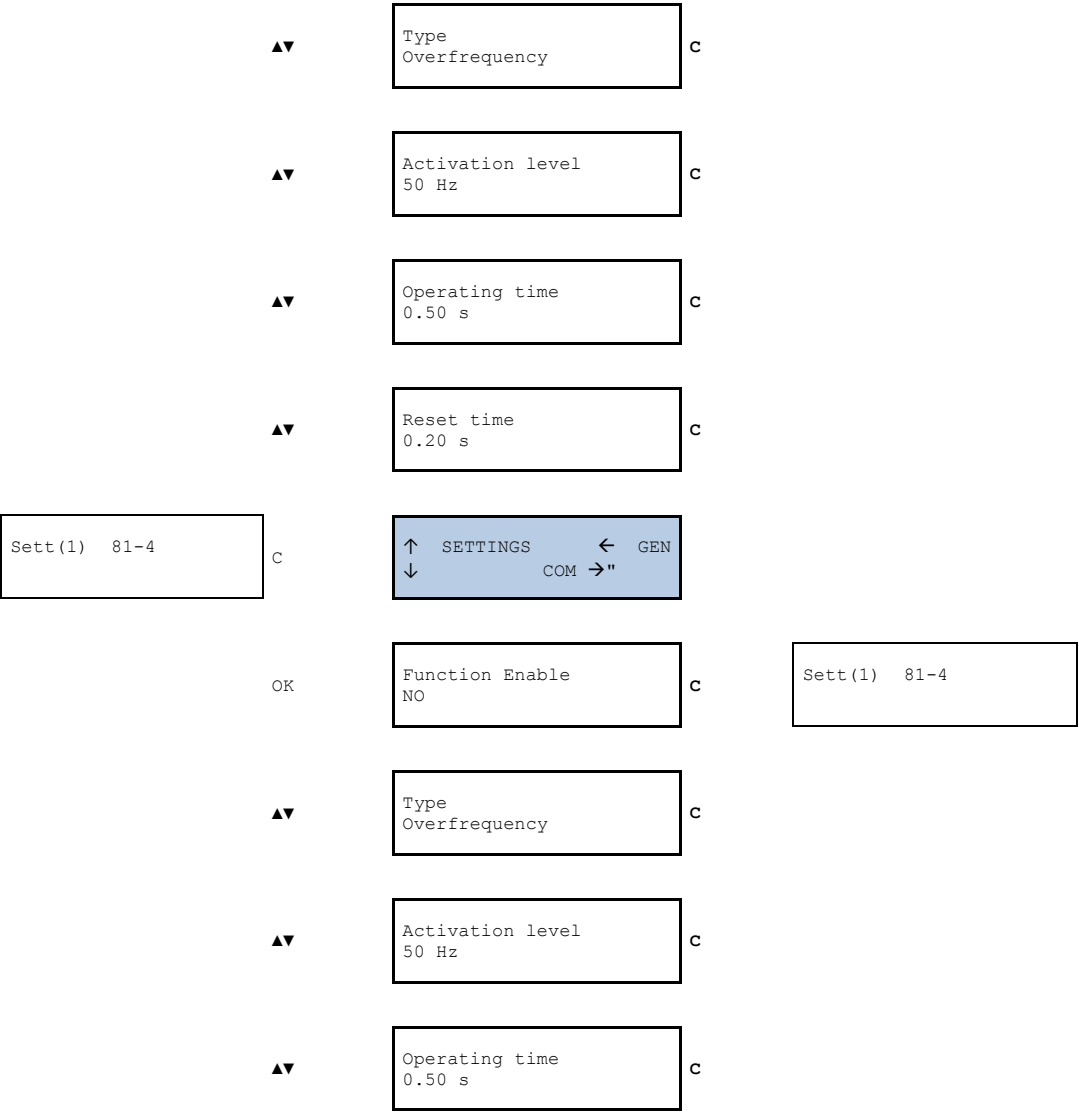 ▲▼ Type C
Overfrequency
▲▼ Activation level C
50 Hz
▲▼ Operating time C
0.50 s
▲▼ Reset time C
0.20 s
Sett(1) 81-4 C ↑ SETTINGS ← GEN
↓ COM →"
OK Function Enable C Sett(1) 81-4
NO
▲▼ Type C
Overfrequency
▲▼ Activation level C
50 Hz
▲▼ Operating time C
0.50 s